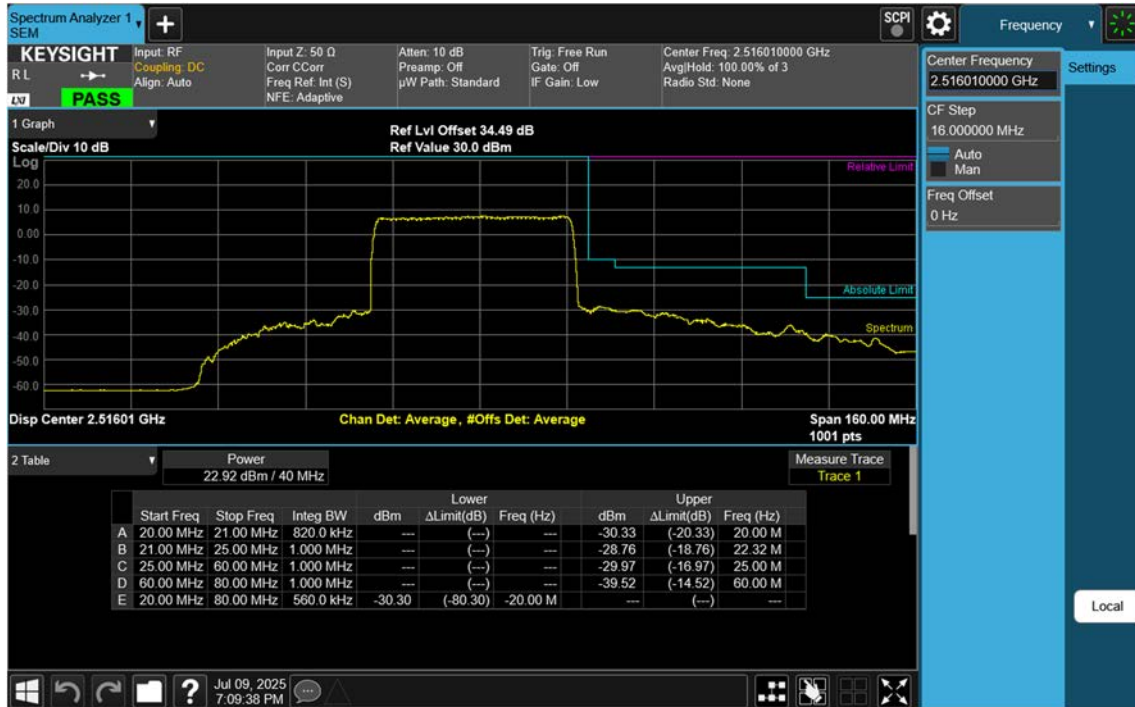 Spectrum Analyzer 1
SEM
SCPI
Frequency
KEYSIGHT
R L
LXI
PASS
Input: RF
Coupling: DC
Align: Auto
Input Z: 50 Ω
Corr CCorr
Freq Ref: Int (S)
NFE: Adaptive
Atten: 10 dB
Preamp: Off
µW Path: Standard
Trig: Free Run
Gate: Off
IF Gain: Low
Center Freq: 2.516010000 GHz
Avg|Hold: 100.00% of 3
Radio Std: None
Center Frequency
2.516010000 GHz
Settings
CF Step
16.000000 MHz
Auto
Man
Freq Offset
0 Hz
1 Graph
Scale/Div 10 dB
Ref Lvl Offset 34.49 dB
Ref Value 30.0 dBm
Log
20.0
10.0
0.00
-10.0
-20.0
-30.0
-40.0
-50.0
-60.0
Relative Limit
Absolute Limit
Spectrum
Disp Center 2.51601 GHz
Chan Det: Average, #Offs Det: Average
Span 160.00 MHz
1001 pts
2 Table
Power
22.92 dBm / 40 MHz
Measure Trace
Trace 1
Lower Upper
Start Freq Stop Freq Integ BW dBm ΔLimit(dB) Freq (Hz) dBm ΔLimit(dB) Freq (Hz)
A 20.00 MHz 21.00 MHz 820.0 kHz --- (---) --- -30.33 (-20.33) 20.00 M
B 21.00 MHz 25.00 MHz 1.000 MHz --- (---) --- -28.76 (-18.76) 22.32 M
C 25.00 MHz 60.00 MHz 1.000 MHz --- (---) --- -29.97 (-16.97) 25.00 M
D 60.00 MHz 80.00 MHz 1.000 MHz --- (---) --- -39.52 (-14.52) 60.00 M
E 20.00 MHz 80.00 MHz 560.0 kHz -30.30 (-80.30) -20.00 M --- (---) ---
Local
Jul 09, 2025
7:09:38 PM